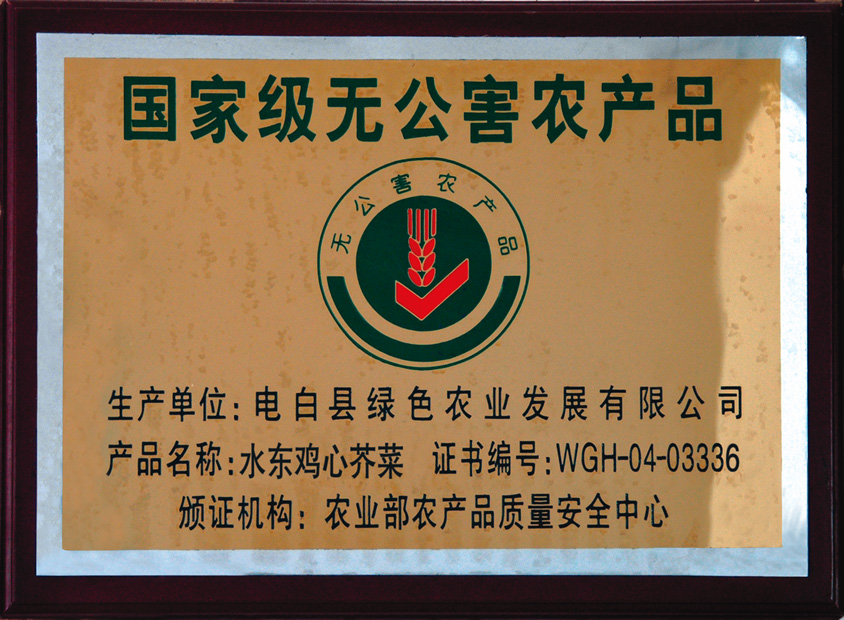 国家级无公害农产品
无公害农产品
生产单位:电白县绿色农业发展有限公司
产品名称:水东鸡心芥菜 证书编号:WGH-04-03336
颁证机构:农业部农产品质量安全中心